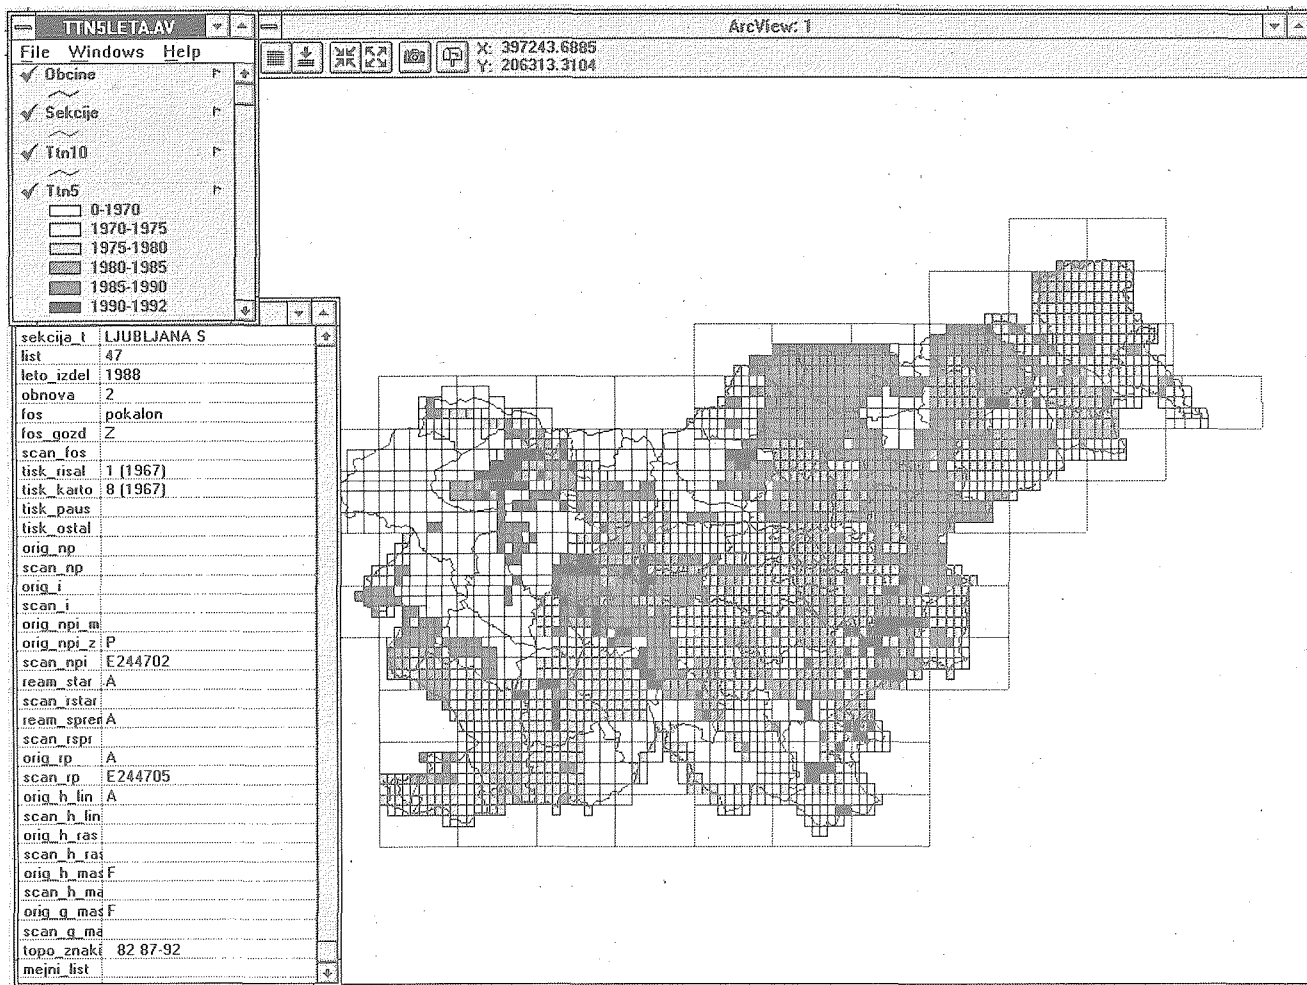 TTN5LETA.AV
File Windows Help
Obcine
Sekcije
Ttn10
Ttn5
0-1970
1970-1975
1975-1980
1980-1985
1985-1990
1990-1992
ArcView: 1
X: 397243.6885
Y: 206313.3104
sekcija_t LJUBLJANA S
list 47
leto_izdel 1988
obnova 2
fos pokalon
fos_gozd Z
scan_fos
tisk_risal 1 (1967)
tisk_karto 8 (1967)
tisk_paus
tisk_ostal
orig_np
scan_np
orig_i
scan_i
orig_npi_m
orig_npi_z P
scan_npi E244702
ream_star A
scan_rstar
ream_sprer A
scan_rspr
orig_rp A
scan_rp E244705
orig_h_lin A
scan_h_lin
orig_h_ras
scan_h_ras
orig_h_mas F
scan_h_ma
orig_g_mas F
scan_g_ma
topo_znaki 82 87-92
mejni_list